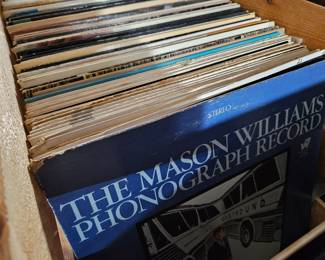 STEREO
THE MASON WILLIAMS
PHONOGRAPH RECORD